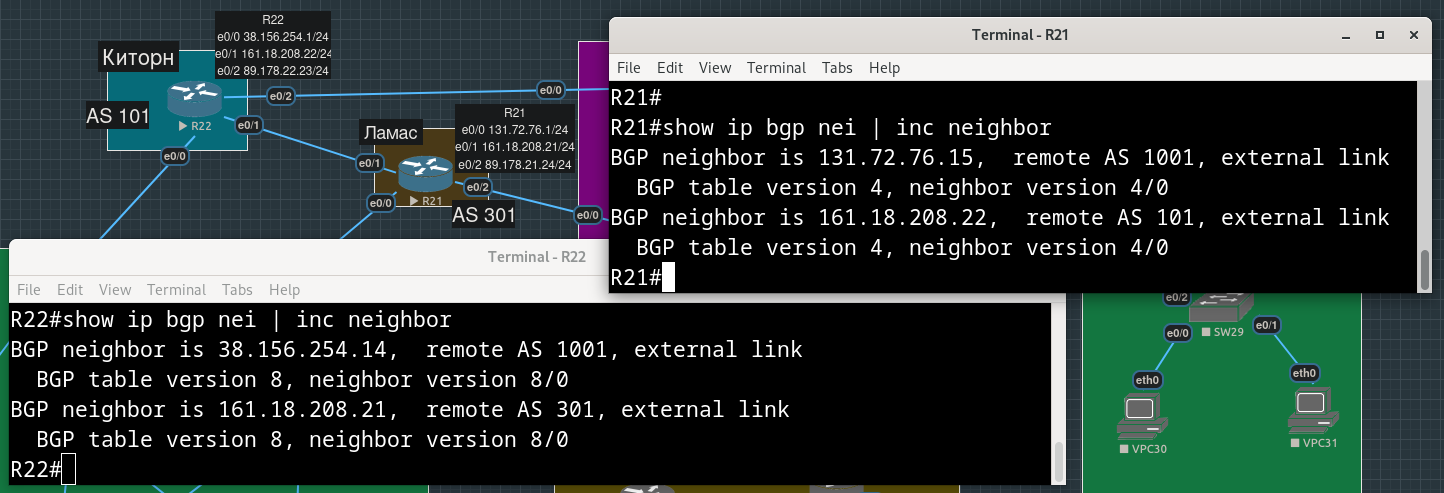 R22
e0/0 38.156.254.1/24
e0/1 161.18.208.22/24
e0/2 89.178.22.23/24
Киторн
AS 101
R22
e0/2
e0/1
e0/0
e0/0
Ламас
R21
e0/0 131.72.76.1/24
e0/1 161.18.208.21/24
e0/2 89.178.21.24/24
e0/1
R21
e0/2
e0/0
AS 301
e0/0
Terminal - R21
File Edit View Terminal Tabs Help
R21#
R21#show ip bgp nei | inc neighbor
BGP neighbor is 131.72.76.15,  remote AS 1001, external link
  BGP table version 4, neighbor version 4/0
BGP neighbor is 161.18.208.22,  remote AS 101, external link
  BGP table version 4, neighbor version 4/0
R21#
Terminal - R22
File Edit View Terminal Tabs Help
R22#show ip bgp nei | inc neighbor
BGP neighbor is 38.156.254.14,  remote AS 1001, external link
  BGP table version 8, neighbor version 8/0
BGP neighbor is 161.18.208.21,  remote AS 301, external link
  BGP table version 8, neighbor version 8/0
R22#
e0/2
SW29
e0/0
e0/1
eth0
eth0
VPC30
VPC31